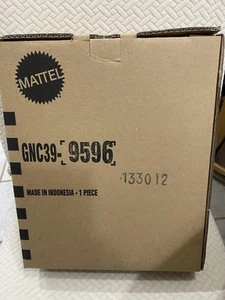 MATTEL
GNC39-[9596]
133012
MADE IN INDONESIA - 1 PIECE